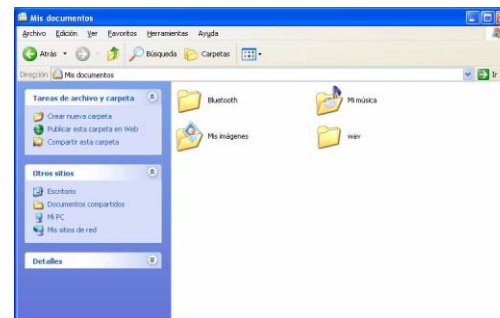 Mis documentos
Archivo Edición Ver Favoritos Herramientas Ayuda
Atrás Búsqueda Carpetas
Dirección Mis documentos Ir
Tareas de archivo y carpeta
Crear nueva carpeta
Publicar esta carpeta en Web
Compartir esta carpeta
Otros sitios
Escritorio
Documentos compartidos
Mi PC
Mis sitios de red
Detalles
Bluetooth
Mi música
Mis imágenes
wav